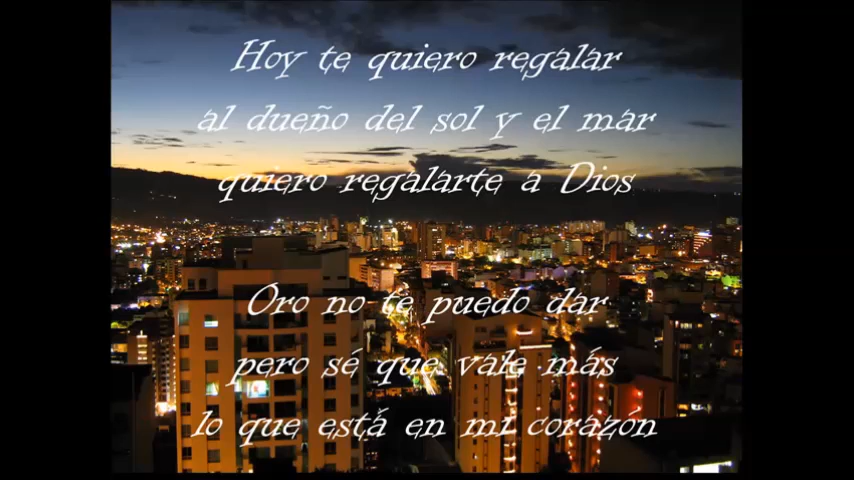 Hoy te quiero regalar
al dueño del sol y el mar
quiero regalarte a Dios
Oro no te puedo dar
pero sé que vale más
lo que está en mi corazón